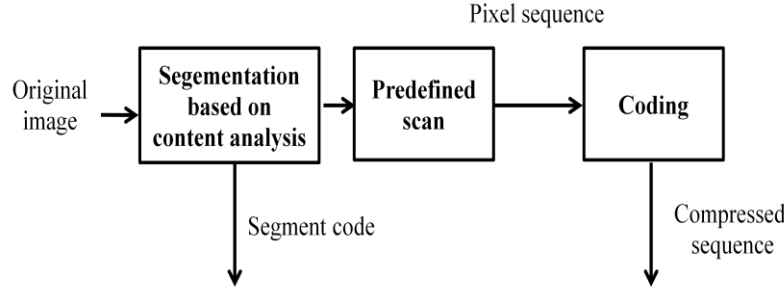 Pixel sequence
Original
image
Segementation
based on
content analysis
Predefined
scan
Coding
Segment code
Compressed
sequence